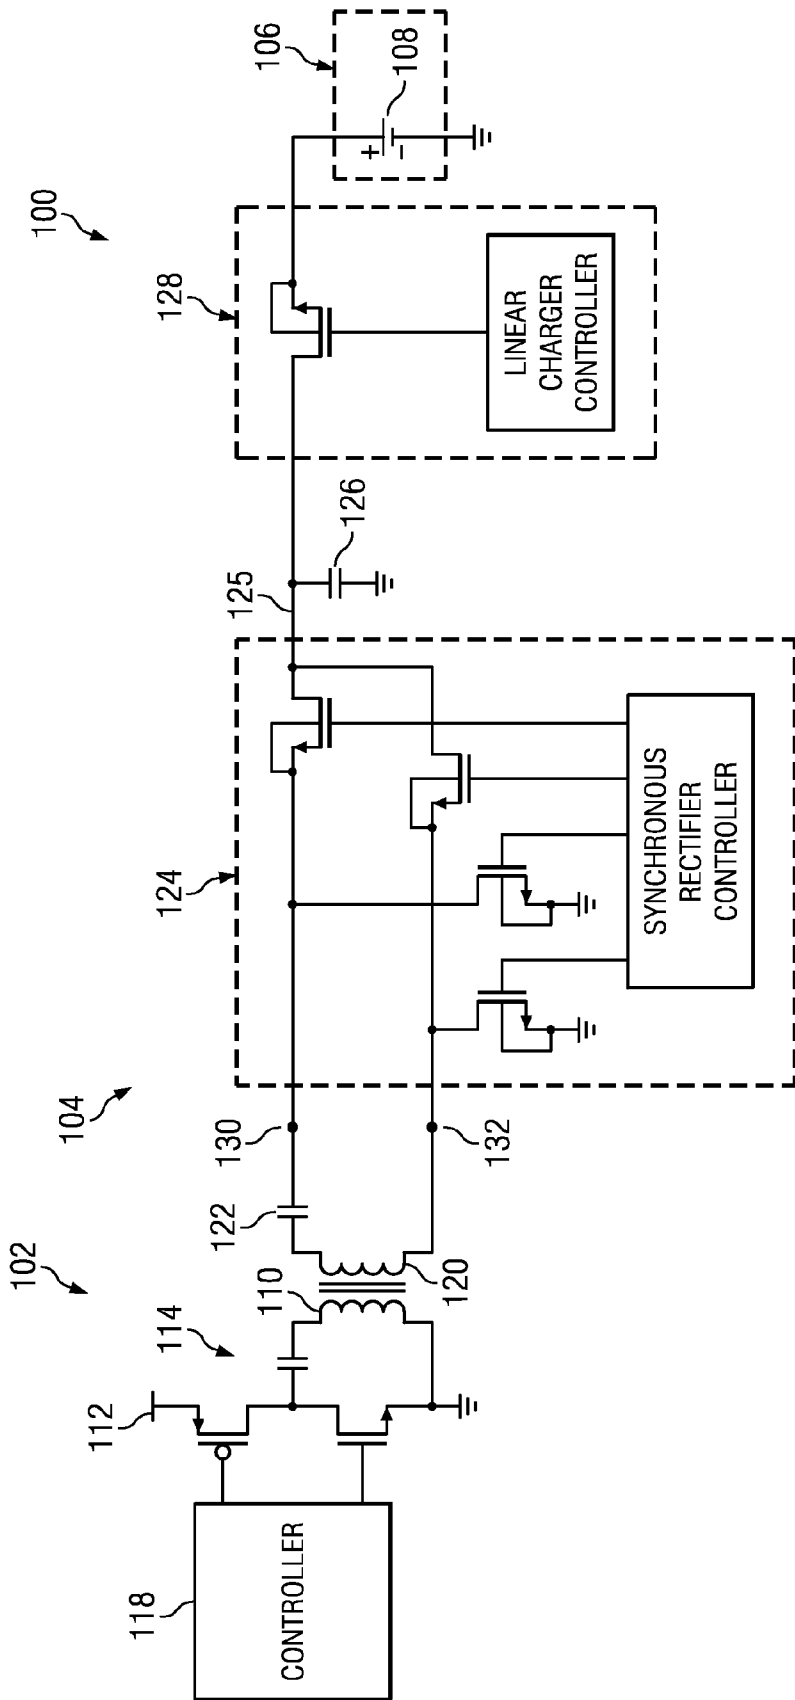 100
102
104
106
108
128
LINEAR
CHARGER
CONTROLLER
+
−
126
125
124
SYNCHRONOUS
RECTIFIER
CONTROLLER
130
132
122
120
110
114
112
118
CONTROLLER